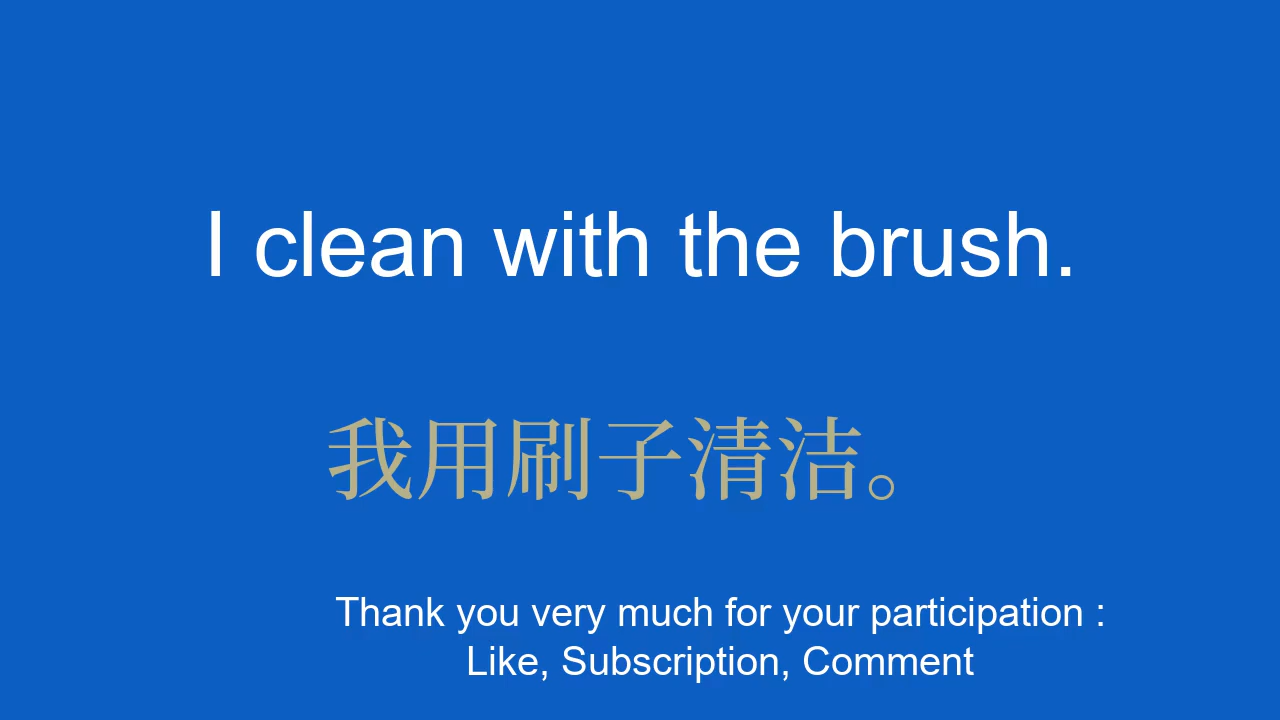 I clean with the brush.
我用刷子清洁。
Thank you very much for your participation :
Like, Subscription, Comment